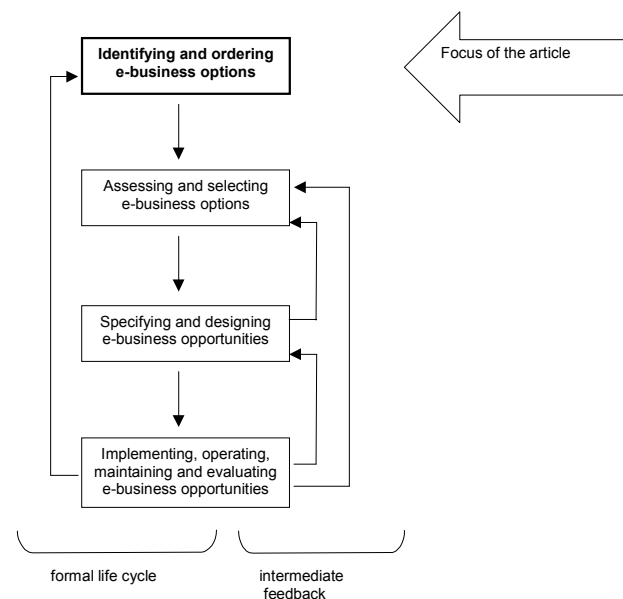 Identifying and ordering
e-business options
Focus of the article
Assessing and selecting
e-business options
Specifying and designing
e-business opportunities
Implementing, operating,
maintaining and evaluating
e-business opportunities
formal life cycle
intermediate
feedback